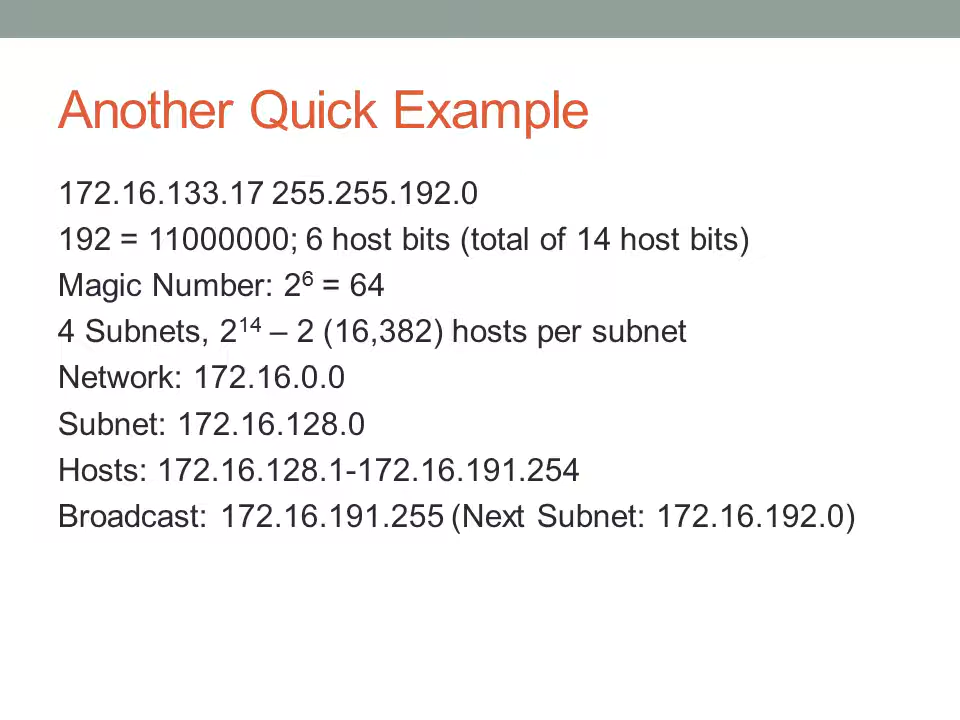 Another Quick Example
172.16.133.17 255.255.192.0
192 = 11000000; 6 host bits (total of 14 host bits)
Magic Number: 2⁶ = 64
4 Subnets, 2¹⁴ – 2 (16,382) hosts per subnet
Network: 172.16.0.0
Subnet: 172.16.128.0
Hosts: 172.16.128.1-172.16.191.254
Broadcast: 172.16.191.255 (Next Subnet: 172.16.192.0)